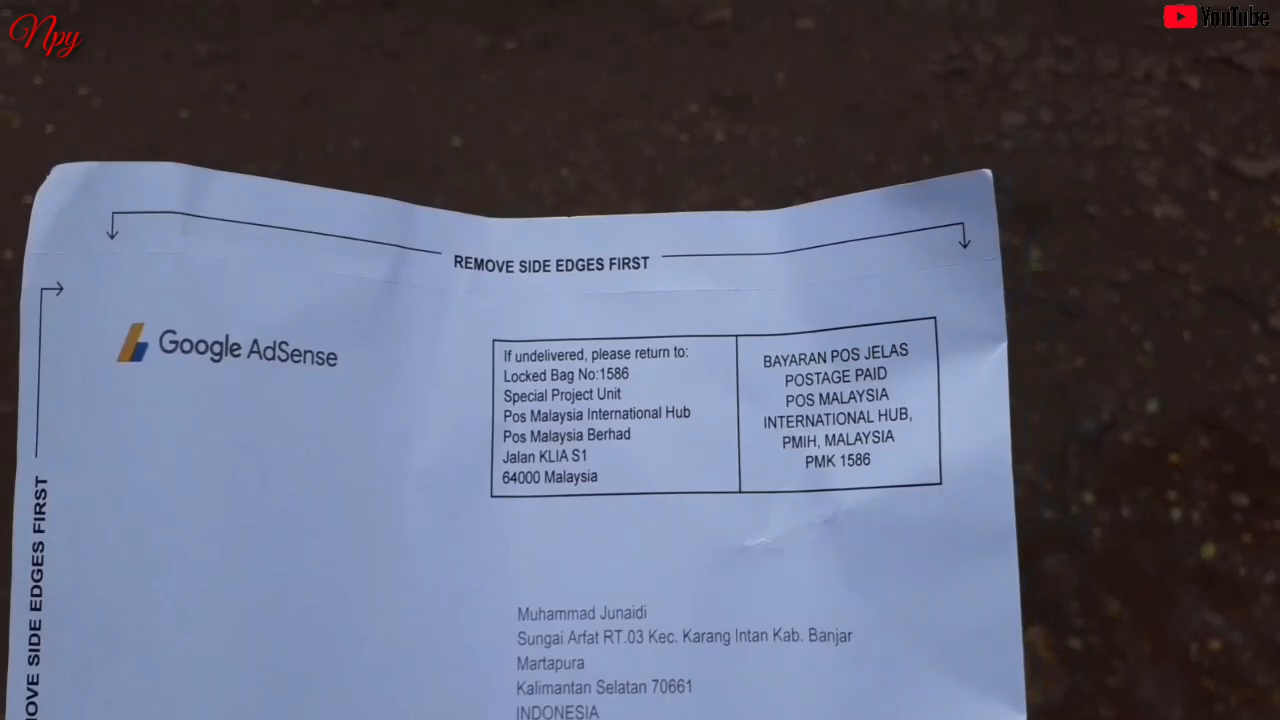 Npy
YouTube
REMOVE SIDE EDGES FIRST
Google AdSense
If undelivered, please return to:
Locked Bag No:1586
Special Project Unit
Pos Malaysia International Hub
Pos Malaysia Berhad
Jalan KLIA S1
64000 Malaysia
BAYARAN POS JELAS
POSTAGE PAID
POS MALAYSIA
INTERNATIONAL HUB,
PMIH, MALAYSIA
PMK 1586
OVE SIDE EDGES FIRST
Muhammad Junaidi
Sungai Arfat RT.03 Kec. Karang Intan Kab. Banjar
Martapura
Kalimantan Selatan 70661
INDONESIA